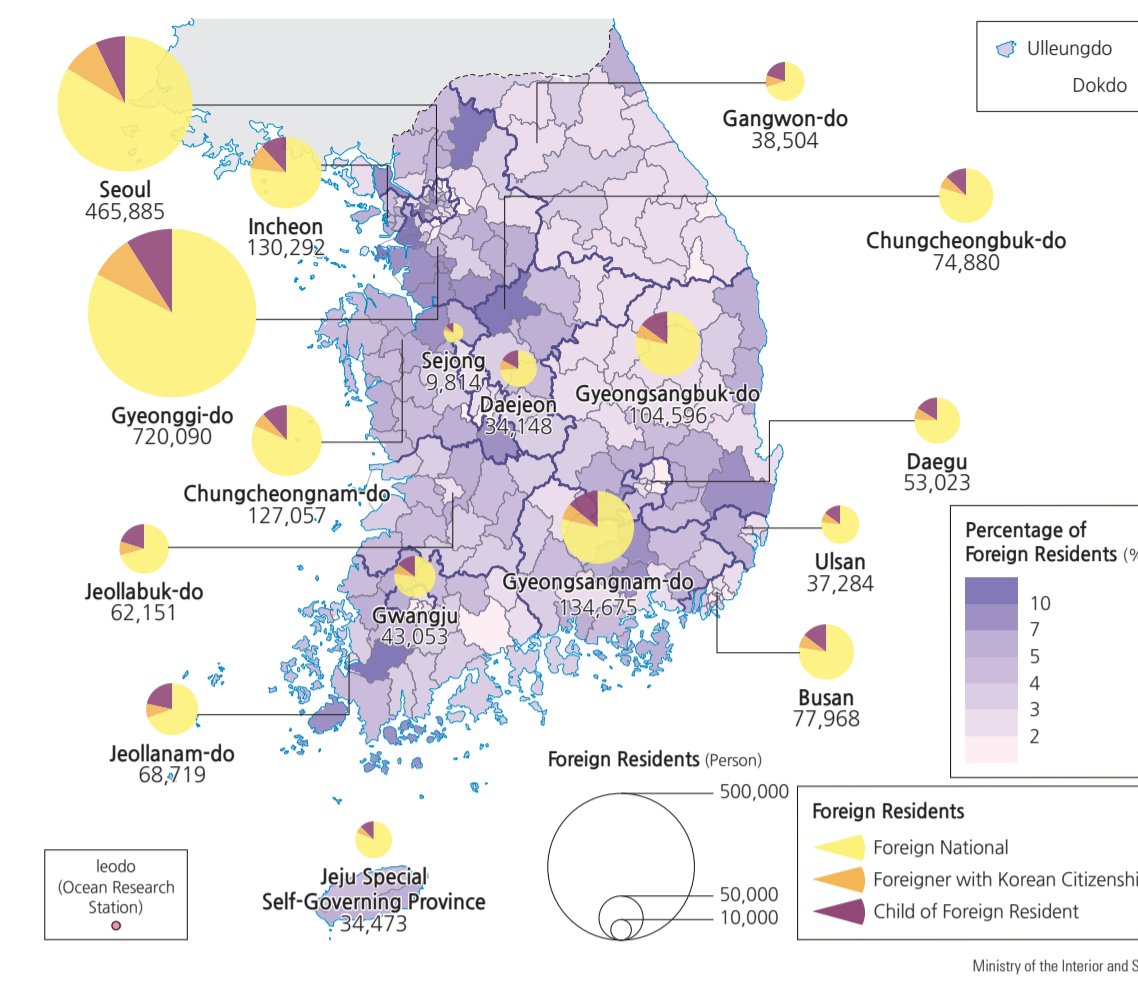 Ulleungdo
Dokdo
Gangwon-do
38,504
Seoul
465,885
Incheon
130,292
Chungcheongbuk-do
74,880
Sejong
9,814
Daejeon
34,148
Gyeongsangbuk-do
104,596
Gyeonggi-do
720,090
Chungcheongnam-do
127,057
Daegu
53,023
Jeollabuk-do
62,151
Gwangju
43,053
Gyeongsangnam-do
134,675
Ulsan
37,284
Busan
77,968
Jeollanam-do
68,719
Jeju Special
Self-Governing Province
34,473
Ieodo
(Ocean Research
Station)
Percentage of
Foreign Residents (%
10
7
5
4
3
2
Foreign Residents (Person)
500,000
50,000
10,000
Foreign Residents
Foreign National
Foreigner with Korean Citizenshi
Child of Foreign Resident
Ministry of the Interior and S